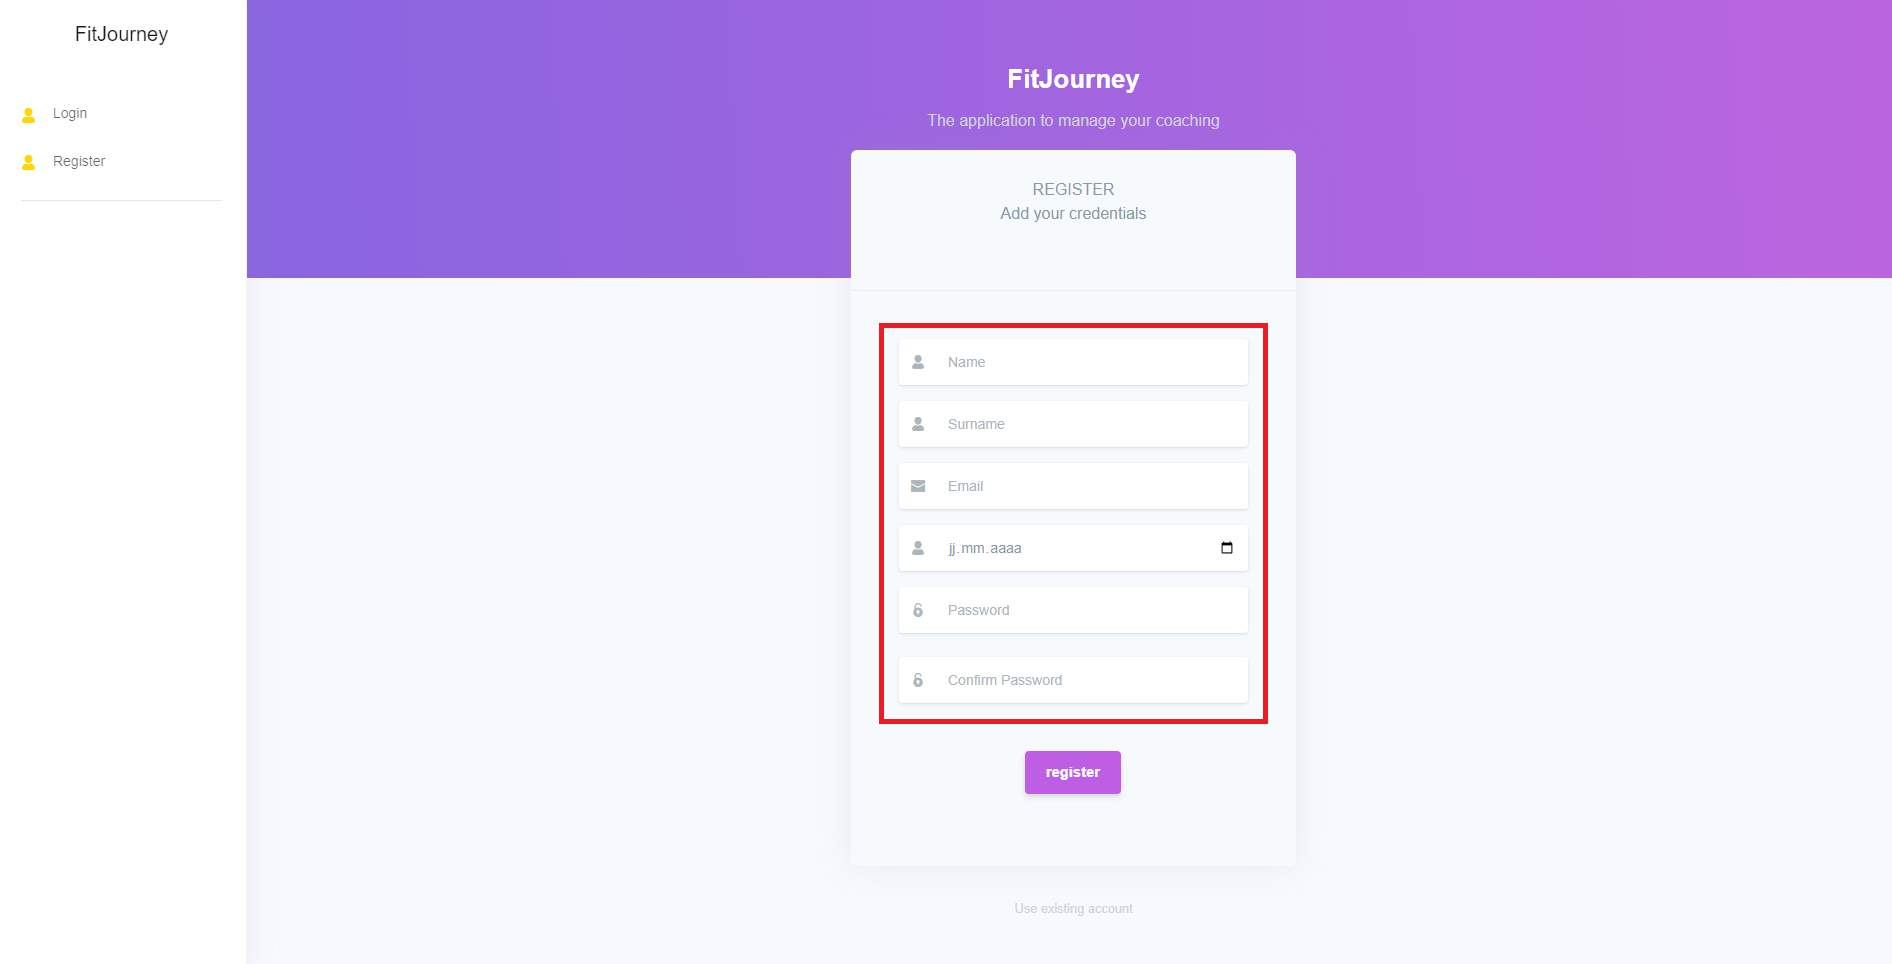 FitJourney
Login
Register
FitJourney
The application to manage your coaching
REGISTER
Add your credentials
Name
Surname
Email
jj.mm.aaaa
Password
Confirm Password
register
Use existing account